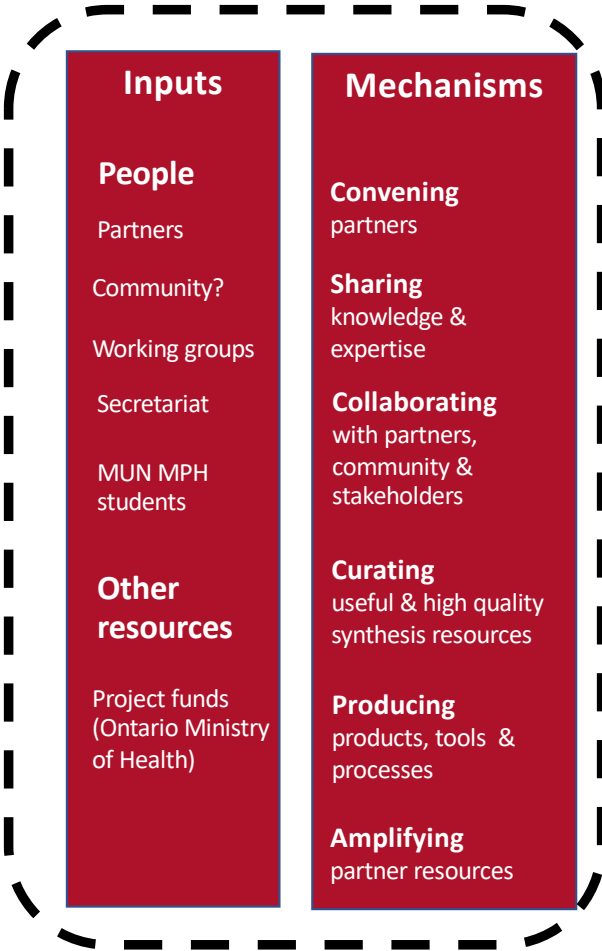 Inputs
People
Partners
Community?
Working groups
Secretariat
MUN MPH
students
Other
resources
Project funds
(Ontario Ministry
of Health)
Mechanisms
Convening
partners
Sharing
knowledge &
expertise
Collaborating
with partners,
community &
stakeholders
Curating
useful & high quality
synthesis resources
Producing
products, tools &
processes
Amplifying
partner resources